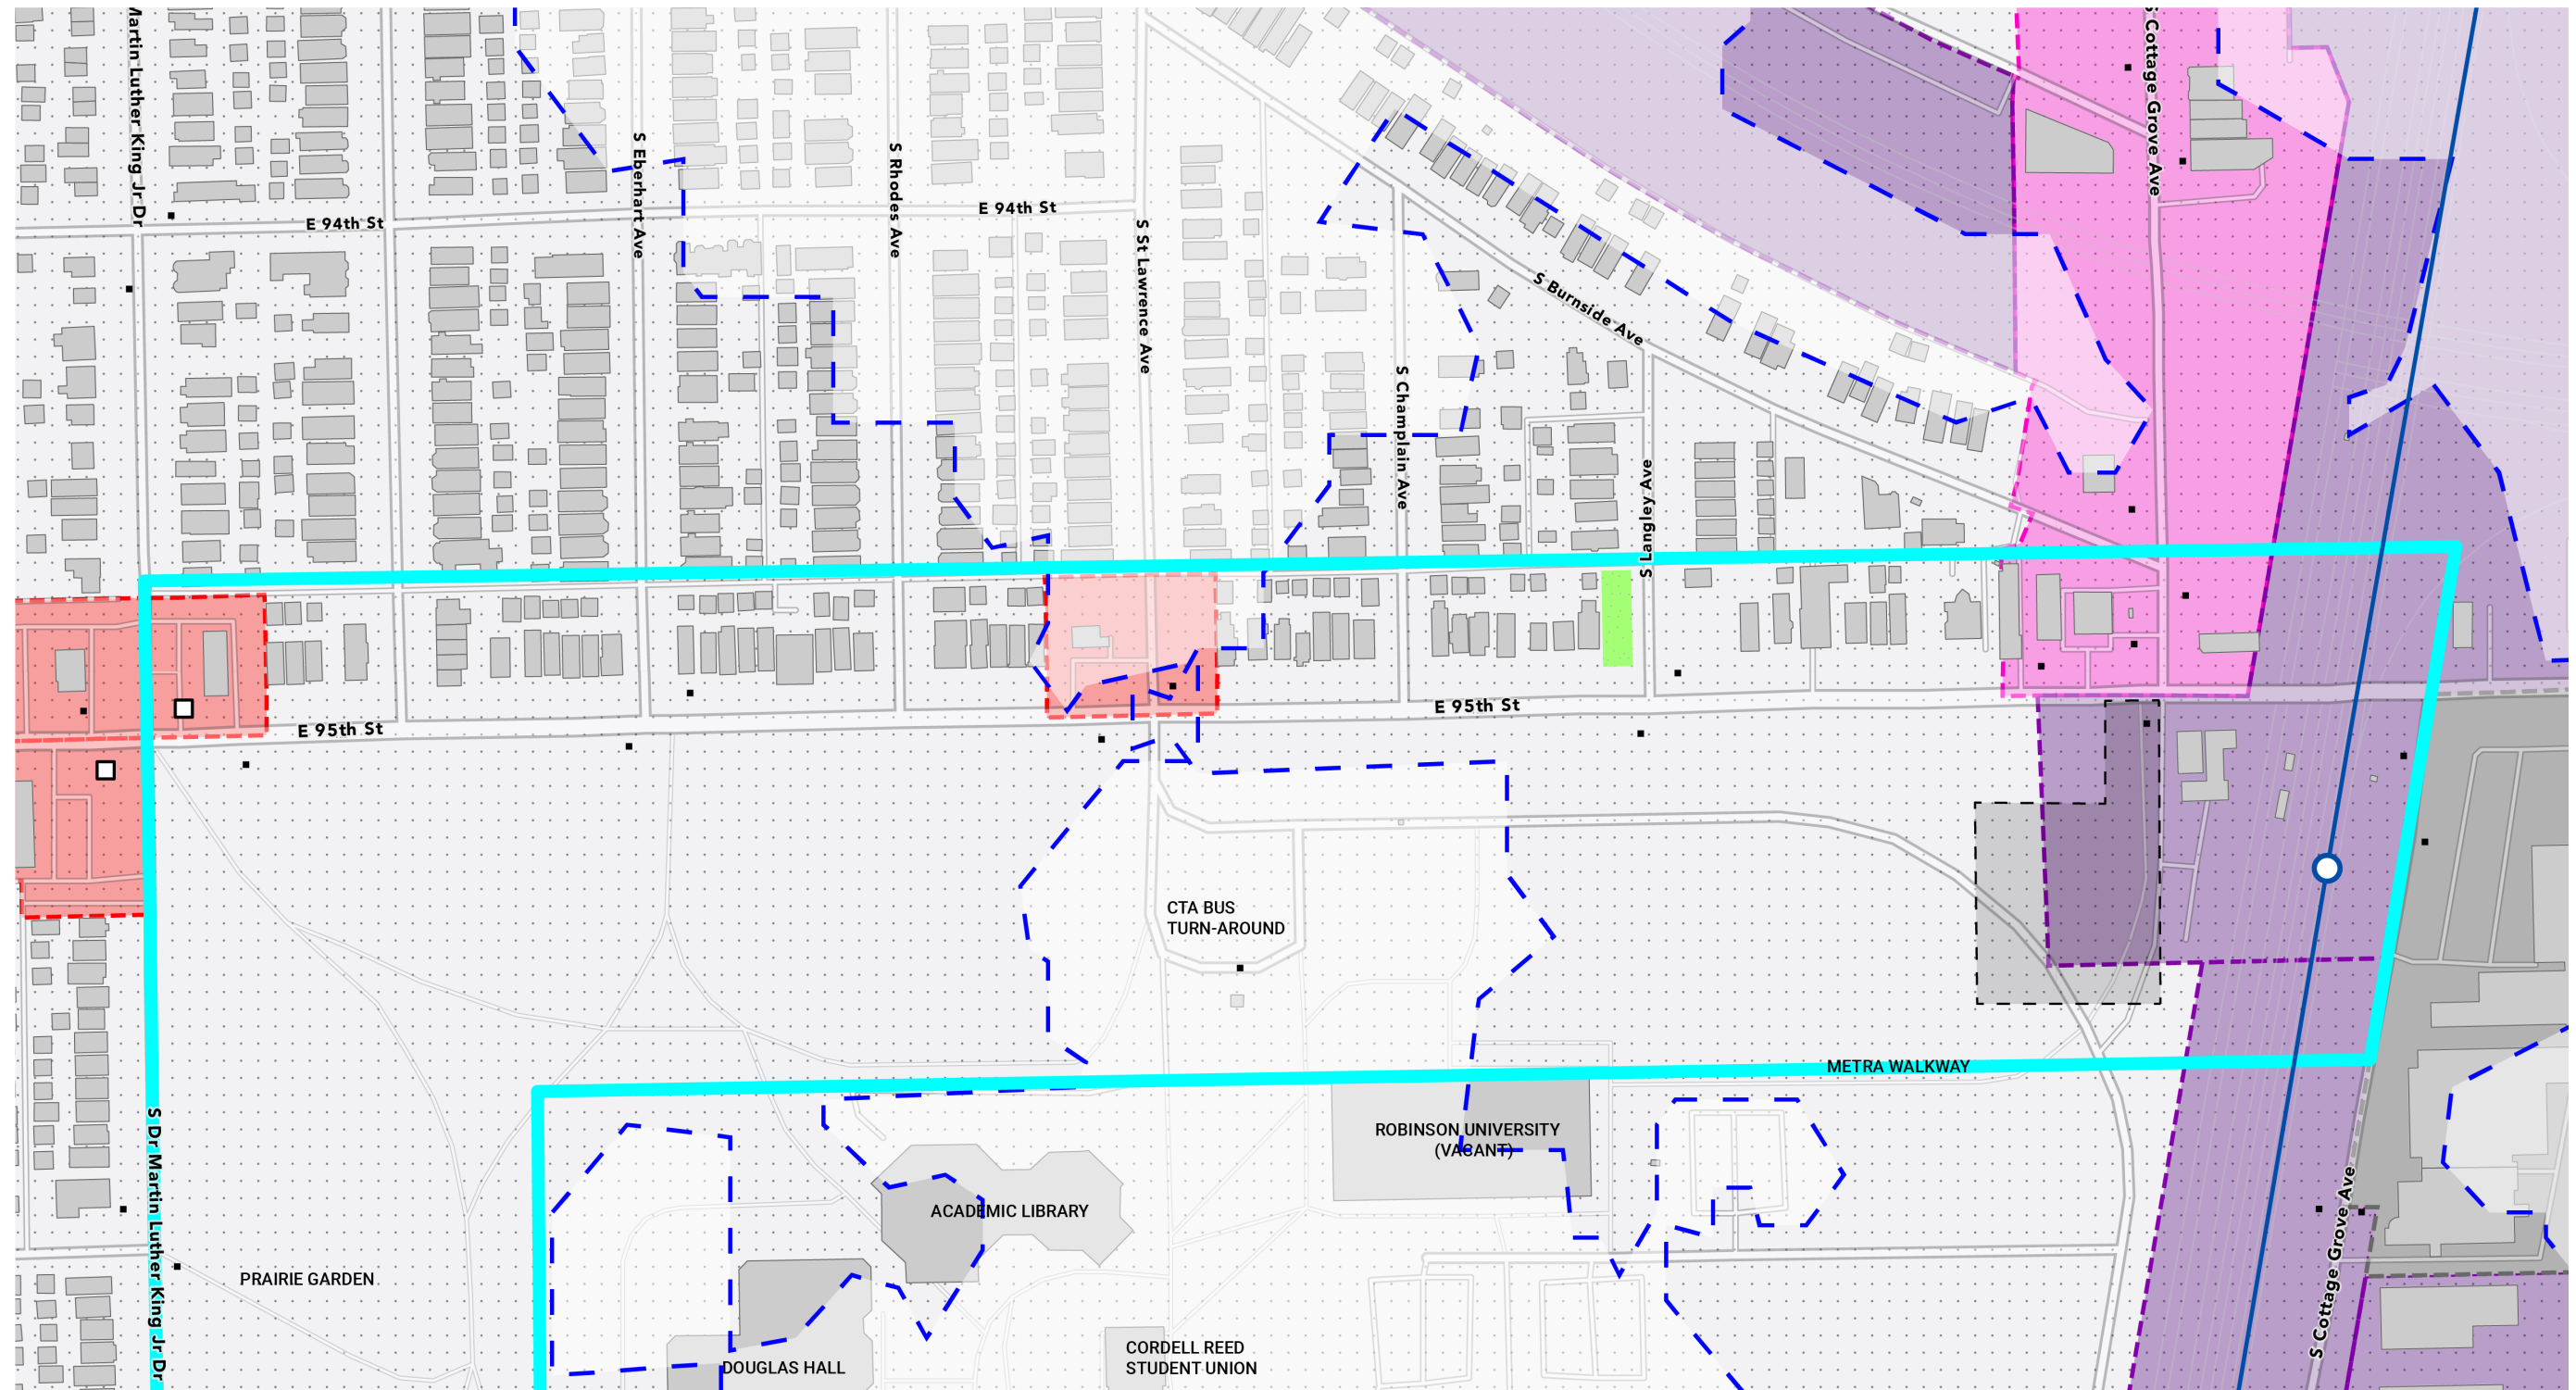 Martin Luther King Jr Dr
S Cottage Grove Ave
S Eberhart Ave
S Rhodes Ave
E 94th St
E 94th St
S St Lawrence Ave
S Burnside Ave
S Champlain Ave
S Langley Ave
E 95th St
E 95th St
CTA BUS
TURN-AROUND
METRA WALKWAY
ROBINSON UNIVERSITY
(VACANT)
S Dr Martin Luther King Jr Dr
ACADEMIC LIBRARY
S Cottage Grove Ave
PRAIRIE GARDEN
CORDELL REED
STUDENT UNION
DOUGLAS HALL